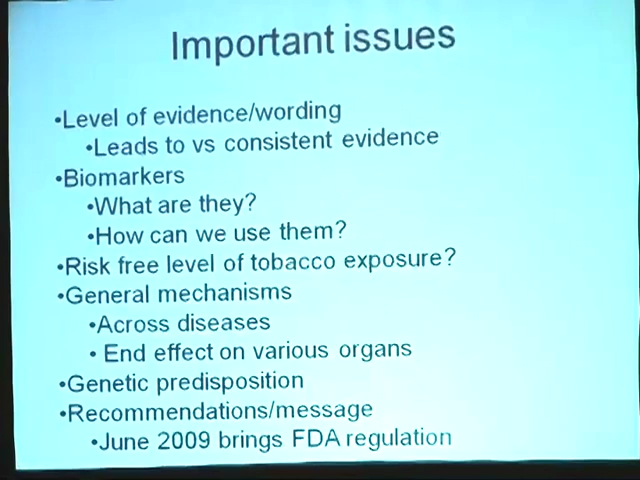 Important issues
•Level of evidence/wording
•Leads to vs consistent evidence
•Biomarkers
•What are they?
•How can we use them?
•Risk free level of tobacco exposure?
•General mechanisms
•Across diseases
• End effect on various organs
•Genetic predisposition
•Recommendations/message
•June 2009 brings FDA regulation